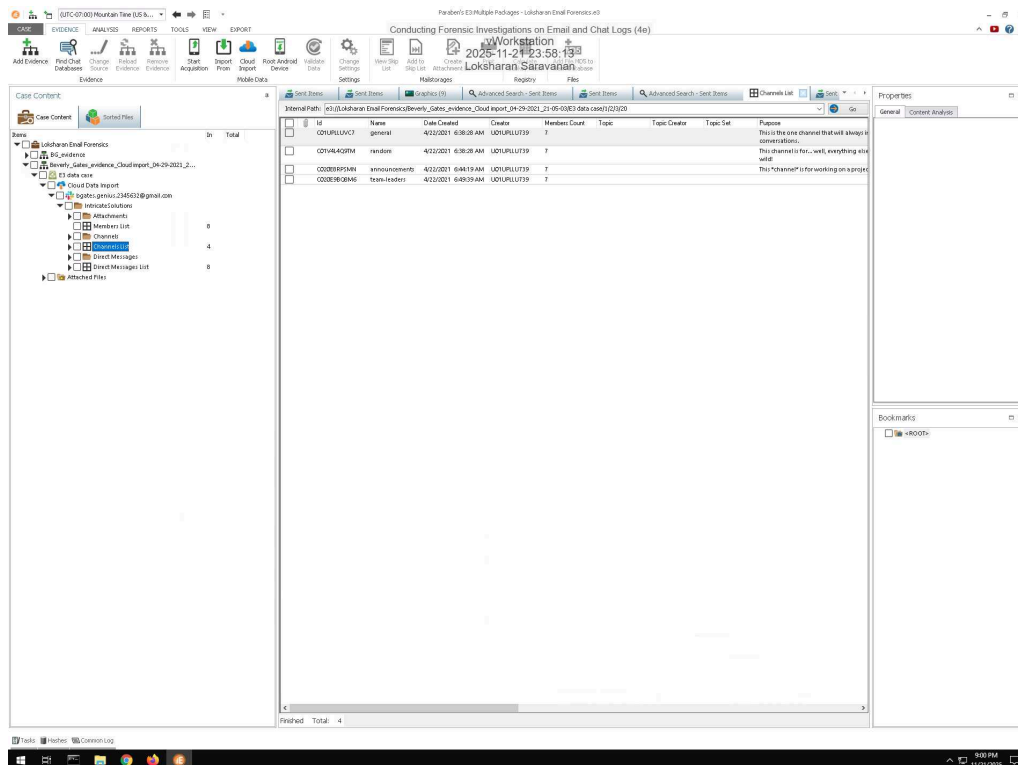 (UTC-07:00) Mountain Time (US &...
Paraben's E3:Multiple Packages - Loksharan Email Forensics.e3
CASE EVIDENCE ANALYSIS REPORTS TOOLS VIEW EXPORT
Conducting Forensic Investigations on Email and Chat Logs (4e)
vWorkstation
2025-11-21 23:58:13
Loksharan Saravanan
Add Evidence
Find Chat Databases
Change Source
Reload Evidence
Remove Evidence
Start Acquisition
Import From
Cloud Import
Root Android Device
Validate Data
Change Settings
View Skip List
Add to Skip List
Create Attachment
Evidence Mobile Data Settings Mailstorages Registry Files
Case Content
Case Content Sorted Files
Items In Total
Loksharan Email Forensics
BG_evidence
Beverly_Gates_evidence_Cloud import_04-29-2021_2...
E3 data case
Cloud Data Import
bgates.genius.2345632@gmail.com
IntricateSolutions
Attachments
Members List 8
Channels
Channels List 4
Direct Messages
Direct Messages List 8
Attached Files
Sent Items Sent Items Graphics (9) Advanced Search - Sent Items Sent Items Advanced Search - Sent Items Channels List Sent
Internal Path: e3://Loksharan Email Forensics/Beverly_Gates_evidence_Cloud import_04-29-2021_21-05-03/E3 data case/1/2/3/20 Go
Id Name Date Created Creator Members Count Topic Topic Creator Topic Set Purpose
C01UPLLUVC7 general 4/22/2021 6:38:28 AM U01UPLLUT39 7 This is the one channel that will always in
conversations.
C01V4L4Q9TM random 4/22/2021 6:38:28 AM U01UPLLUT39 7 This channel is for... well, everything else
wild!
C020E8RPSMN announcements 4/22/2021 6:44:19 AM U01UPLLUT39 7 This *channel* is for working on a projec
C020E9BQ8M6 team-leaders 4/22/2021 6:49:39 AM U01UPLLUT39 7
Finished Total: 4
Properties
General Content Analysis
Bookmarks
<ROOT>
Tasks Hashes Common Log
9:00 PM
11/21/2025